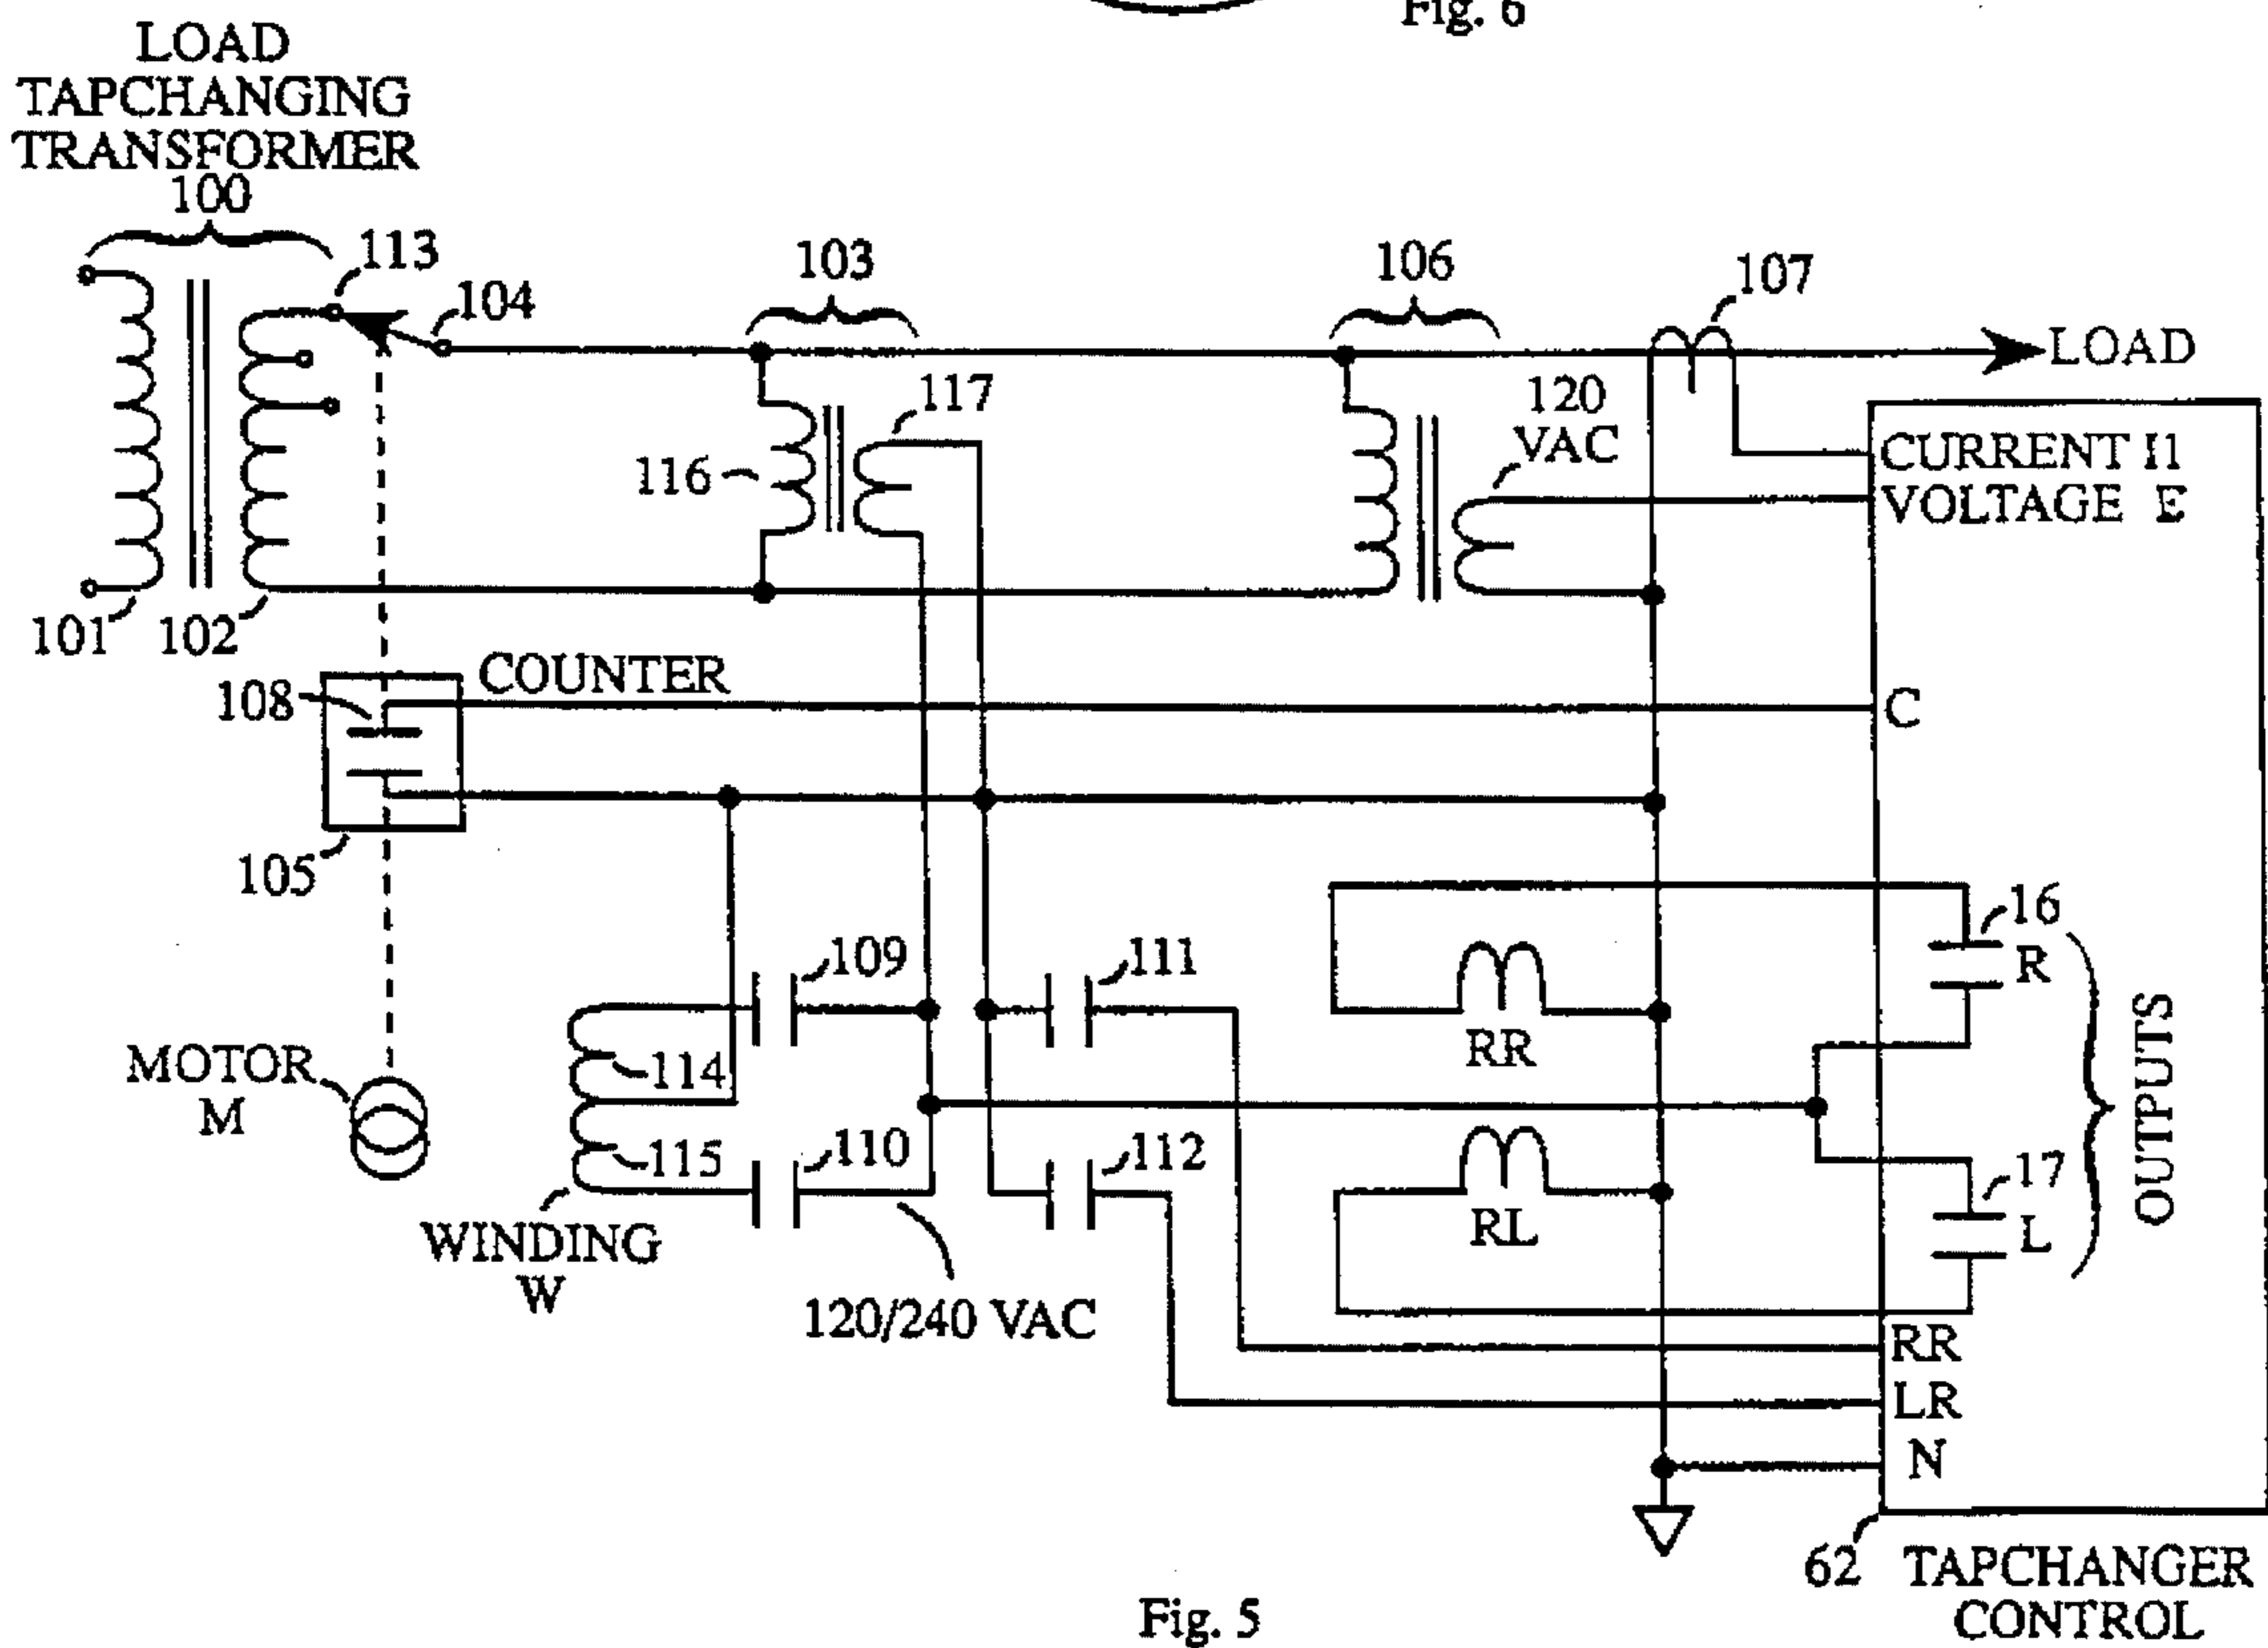 Fig. 6
LOAD
TAPCHANGING
TRANSFORMER
100
113
104
103
106
107
LOAD
117
120
VAC
116
CURRENT I1
VOLTAGE E
101
102
COUNTER
108
C
105
16
R
109
111
RR
MOTOR
M
114
OUTPUTS
115
110
112
17
L
RL
WINDING
W
120/240 VAC
RR
LR
N
62
TAPCHANGER
CONTROL
Fig. 5